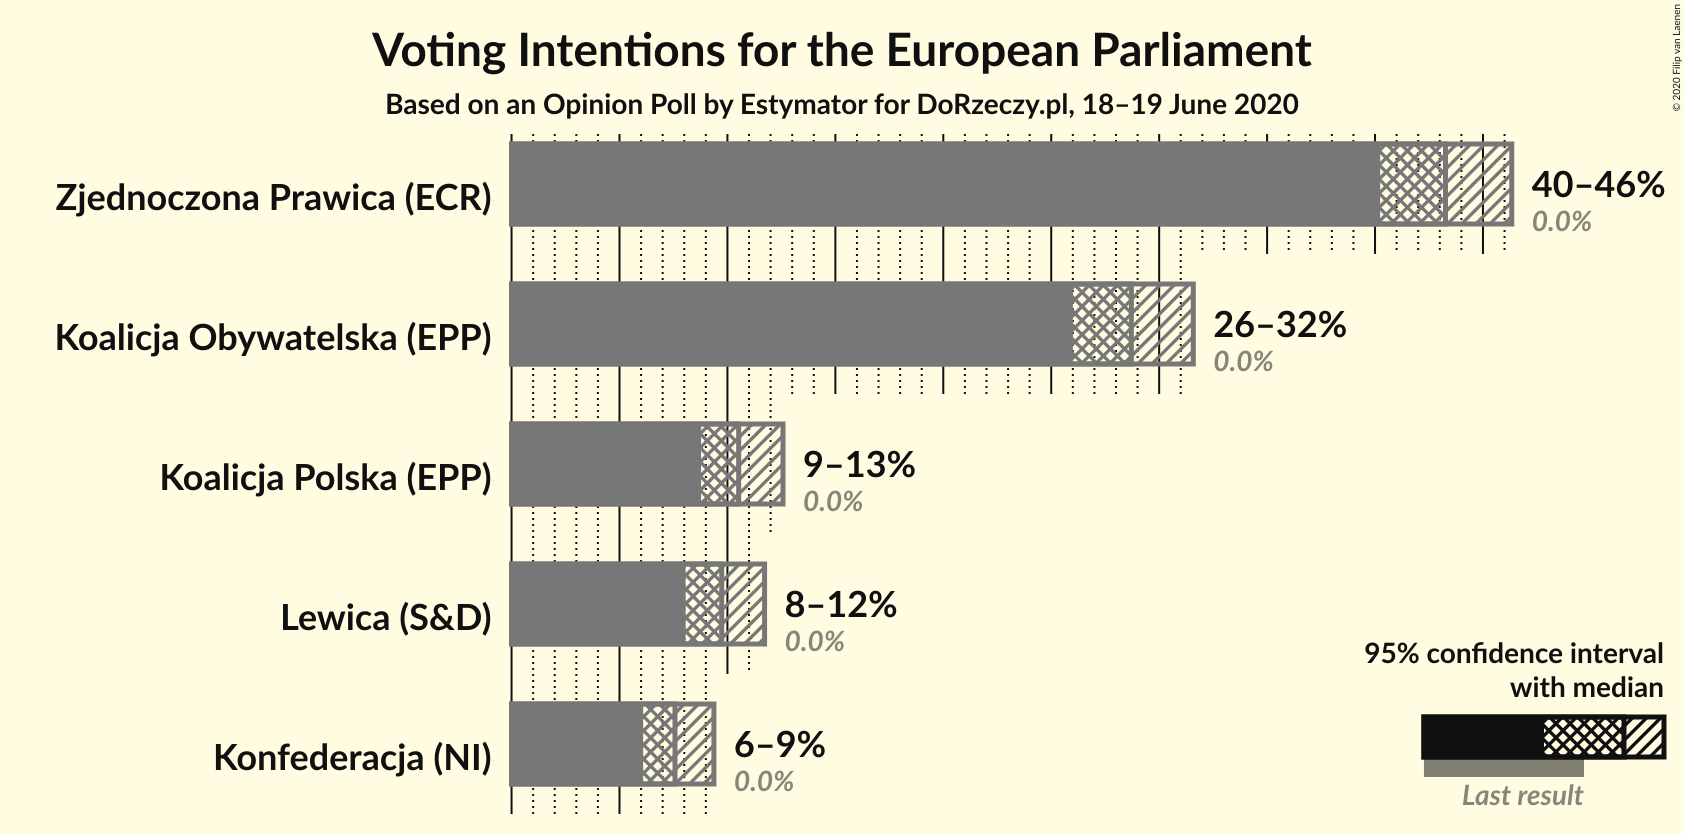 Voting Intentions for the European Parliament
Based on an Opinion Poll by Estymator for DoRzeczy.pl, 18–19 June 2020
© 2020 Filip van Laenen
Zjednoczona Prawica (ECR)
40–46%
0.0%
Koalicja Obywatelska (EPP)
26–32%
0.0%
Koalicja Polska (EPP)
9–13%
0.0%
Lewica (S&D)
8–12%
0.0%
Konfederacja (NI)
6–9%
0.0%
95% confidence interval
with median
Last result